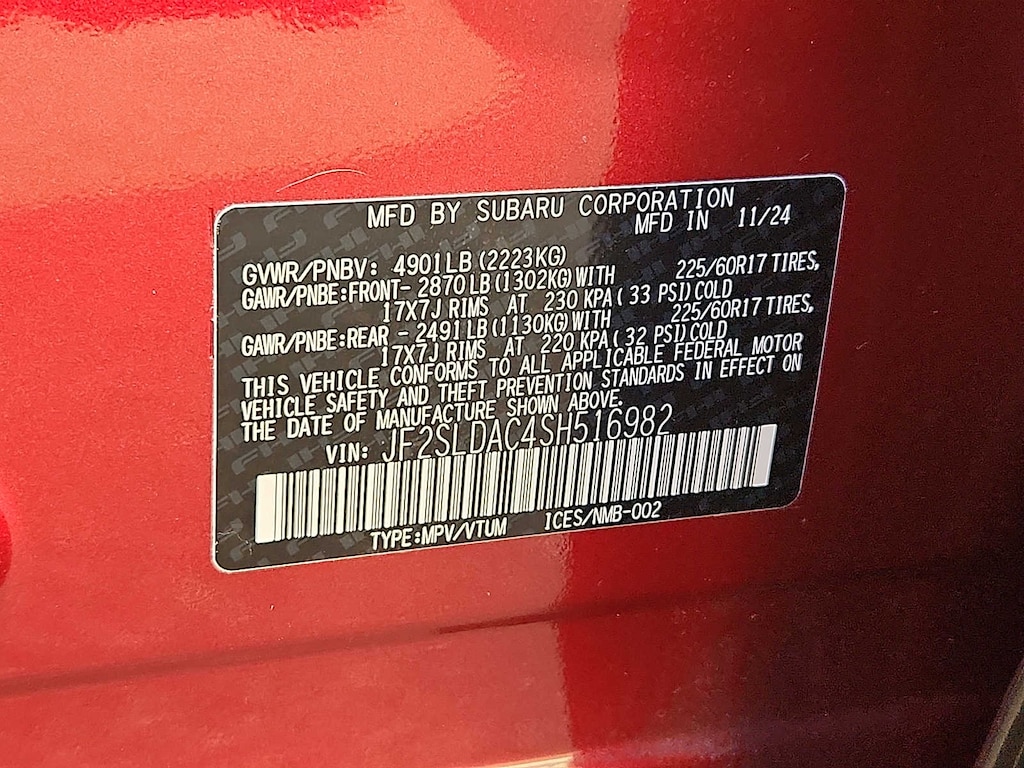 MFD BY SUBARU CORPORATION
MFD IN 11/24
GVWR/PNBV: 4901LB(2223KG)
GAWR/PNBE:FRONT- 2870LB(1302KG)WITH 225/60R17 TIRES,
17X7J RIMS AT 230 KPA( 33 PSI)COLD
GAWR/PNBE:REAR - 2491LB(1130KG)WITH 225/60R17 TIRES,
17X7J RIMS AT 220 KPA( 32 PSI)COLD
THIS VEHICLE CONFORMS TO ALL APPLICABLE FEDERAL MOTOR
VEHICLE SAFETY AND THEFT PREVENTION STANDARDS IN EFFECT ON
THE DATE OF MANUFACTURE SHOWN ABOVE.
VIN: JF2SLDAC4SH516982
TYPE:MPV/VTUM ICES/NMB-002